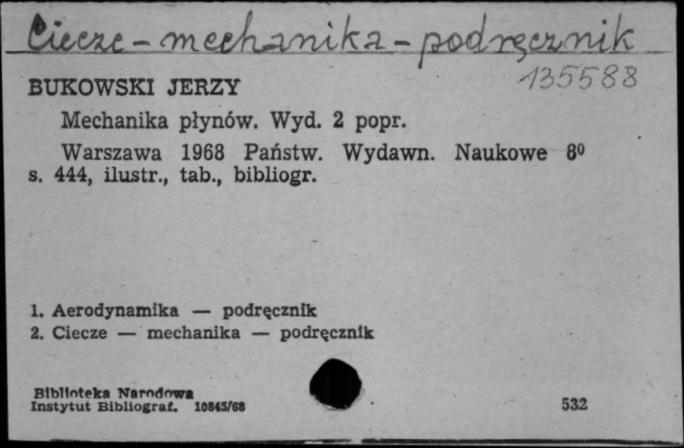 Ciecze - mechanika - podręcznik
135588
BUKOWSKI JERZY
Mechanika płynów. Wyd. 2 popr.
Warszawa 1968 Państw. Wydawn. Naukowe 8⁰
s. 444, ilustr., tab., bibliogr.
1. Aerodynamika — podręcznik
2. Ciecze — mechanika — podręcznik
Biblioteka Narodowa
Instytut Bibliograf. 10845/68
532